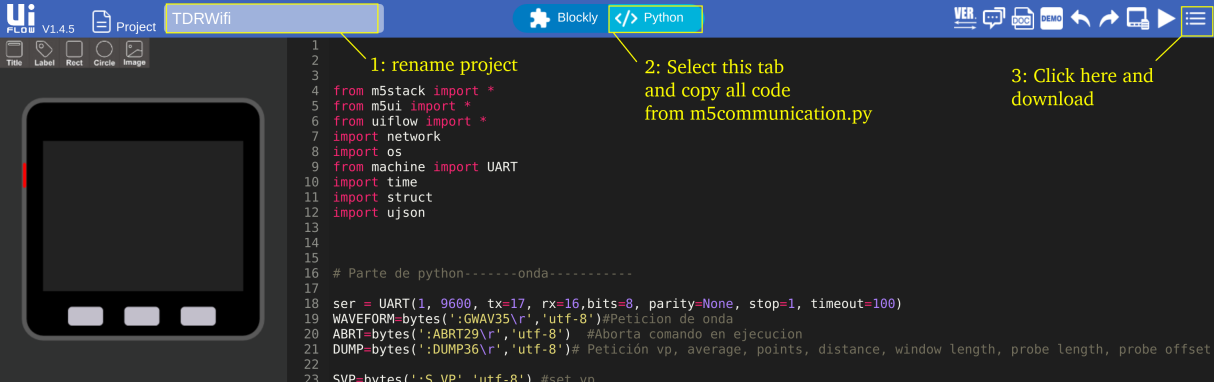 Ui
FLOW V1.4.5
Project
TDRWifi
Blockly
</> Python
VER.
DOC
DEMO
Title Label Rect Circle Image
1: rename project
2: Select this tab
and copy all code
from m5communication.py
3: Click here and
download
1
2
3
4 from m5stack import *
5 from m5ui import *
6 from uiflow import *
7 import network
8 import os
9 from machine import UART
10 import time
11 import struct
12 import ujson
13
14
15
16 # Parte de python-------onda-----------
17
18 ser = UART(1, 9600, tx=17, rx=16,bits=8, parity=None, stop=1, timeout=100)
19 WAVEFORM=bytes(':GWAV35\r','utf-8')#Peticion de onda
20 ABRT=bytes(':ABRT29\r','utf-8')  #Aborta comando en ejecucion
21 DUMP=bytes(':DUMP36\r','utf-8')# Petición vp, average, points, distance, window length, probe length, probe offset
22
23 SVP=bytes(':S_VP','utf-8') #set vp